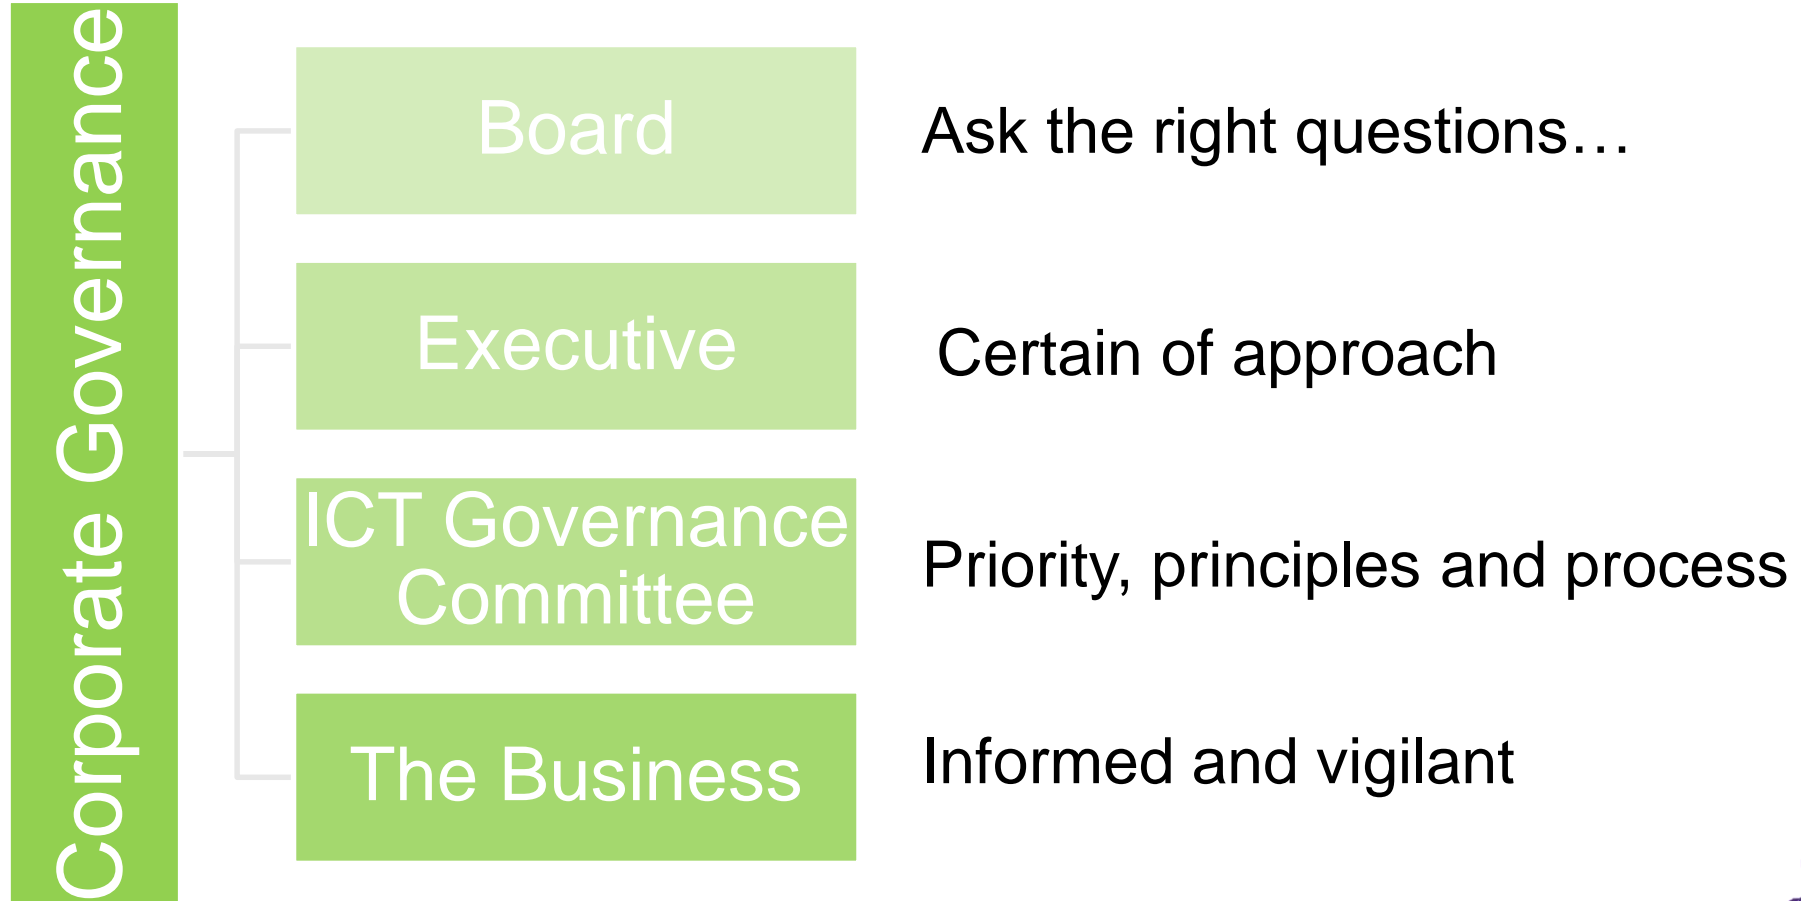 Corporate Governance
Board
Ask the right questions…
Executive
Certain of approach
ICT Governance
Committee
Priority, principles and process
The Business
Informed and vigilant